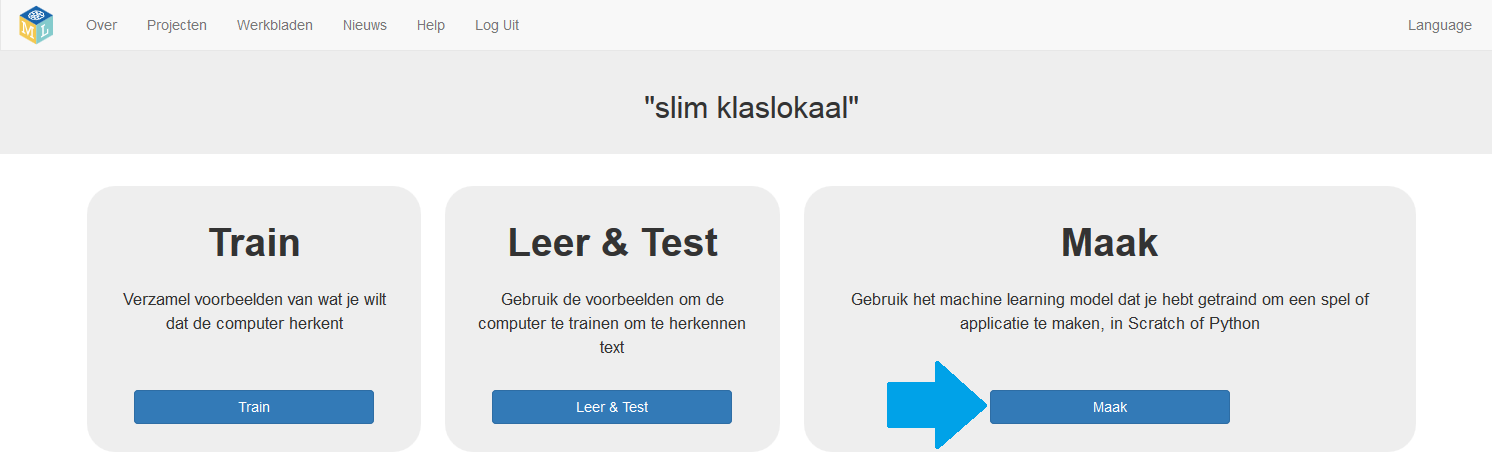 M L
Over Projecten Werkbladen Nieuws Help Log Uit Language
"slim klaslokaal"
Train
Verzamel voorbeelden van wat je wilt
dat de computer herkent
Train
Leer & Test
Gebruik de voorbeelden om de
computer te trainen om te herkennen
text
Leer & Test
Maak
Gebruik het machine learning model dat je hebt getraind om een spel of
applicatie te maken, in Scratch of Python
Maak